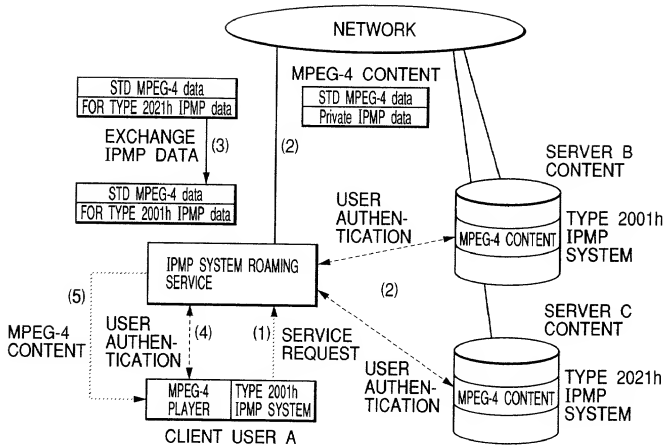 NETWORK
MPEG-4 CONTENT
STD MPEG-4 data
Private IPMP data
STD MPEG-4 data
FOR TYPE 2021h IPMP data
EXCHANGE
IPMP DATA
(3)
(2)
STD MPEG-4 data
FOR TYPE 2001h IPMP data
SERVER B
CONTENT
USER
AUTHEN-
TICATION
MPEG-4 CONTENT
TYPE 2001h
IPMP
SYSTEM
IPMP SYSTEM ROAMING
SERVICE
(2)
(5)
MPEG-4
CONTENT
USER
AUTHEN-
TICATION
(4)
(1)
SERVICE
REQUEST
SERVER C
CONTENT
USER
AUTHEN-
TICATION
MPEG-4 CONTENT
TYPE 2021h
IPMP
SYSTEM
MPEG-4
PLAYER
TYPE 2001h
IPMP SYSTEM
CLIENT USER A